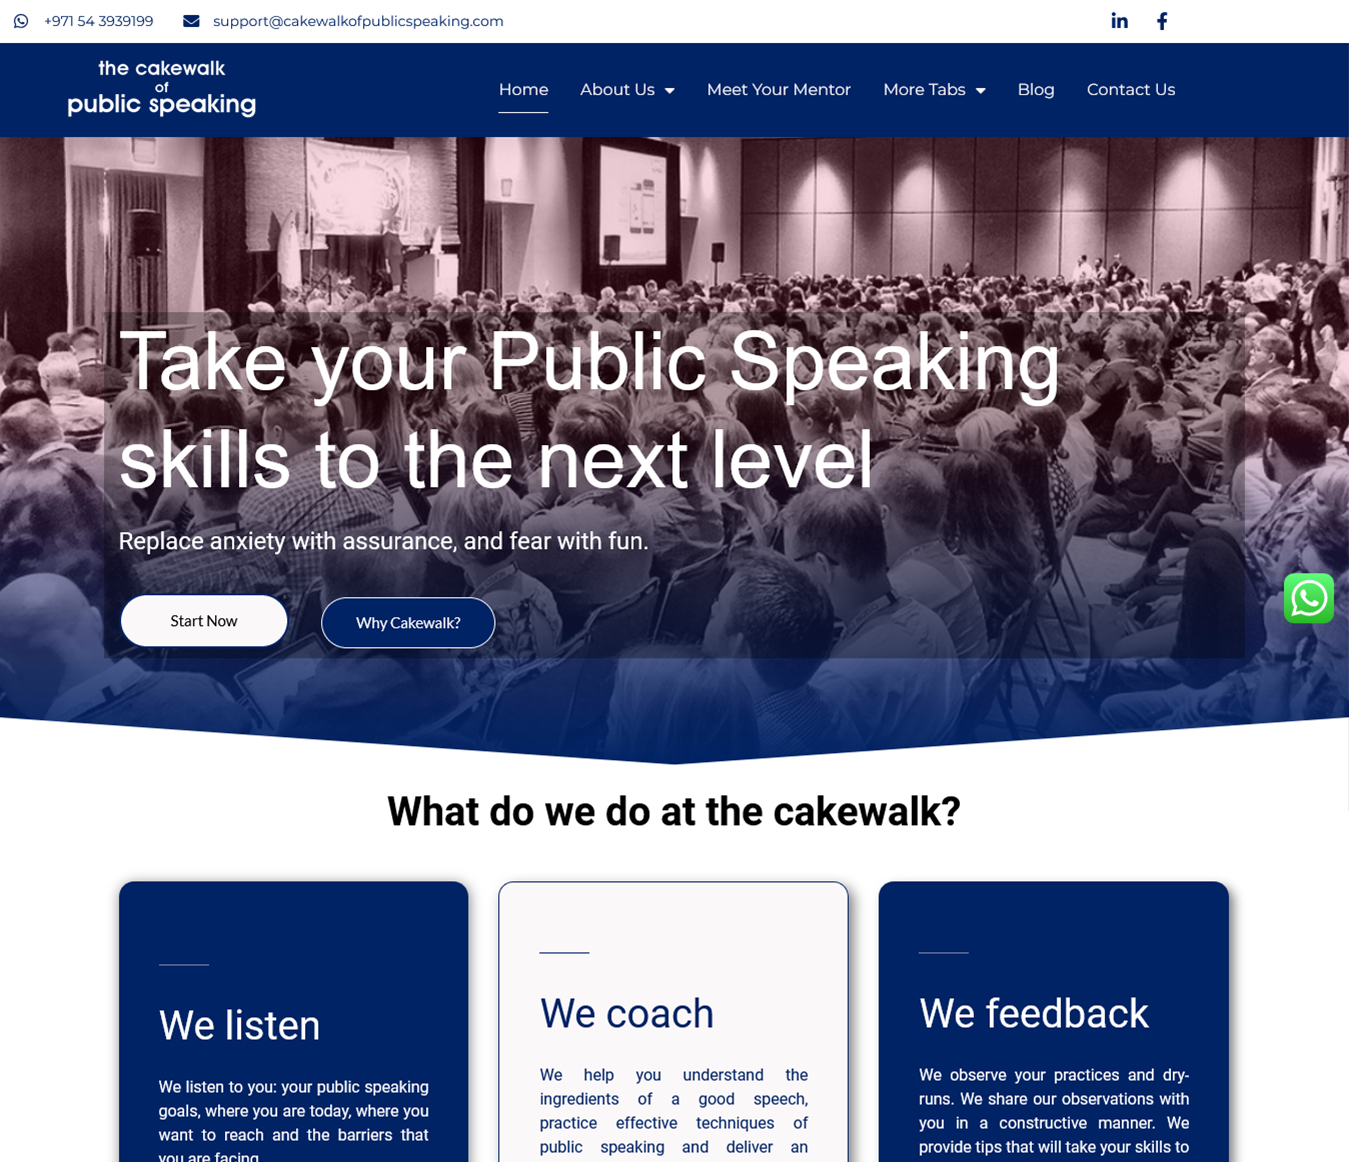 +971 54 3939199
support@cakewalkofpublicspeaking.com
the cakewalk
of
public speaking
Home
About Us
Meet Your Mentor
More Tabs
Blog
Contact Us
Take your Public Speaking
skills to the next level
Replace anxiety with assurance, and fear with fun.
Start Now
Why Cakewalk?
What do we do at the cakewalk?
We listen
We listen to you: your public speaking
goals, where you are today, where you
want to reach and the barriers that
you are facing
We coach
We help you understand the
ingredients of a good speech,
practice effective techniques of
public speaking and deliver an
We feedback
We observe your practices and dry-
runs. We share our observations with
you in a constructive manner. We
provide tips that will take your skills to